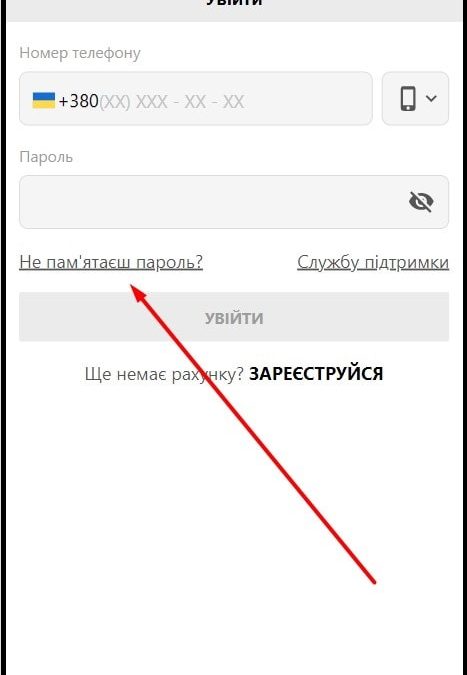 УВІЙТИ
Номер телефону
+380(XX) XXX - XX - XX
Пароль
Не пам'ятаєш пароль? Службу підтримки
УВІЙТИ
Ще немає рахунку? ЗАРЕЄСТРУЙСЯ